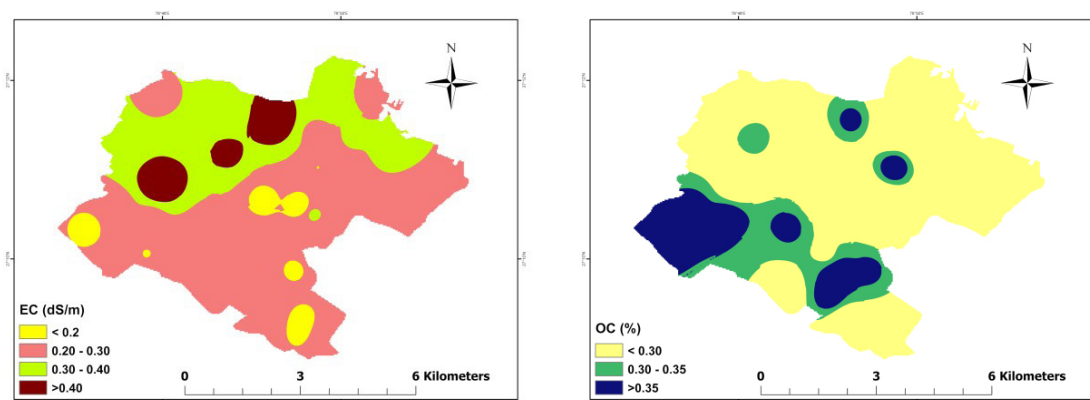 N
EC (dS/m)
< 0.2
0.20 - 0.30
0.30 - 0.40
>0.40
0 3 6 Kilometers
N
OC (%)
< 0.30
0.30 - 0.35
>0.35
0 3 6 Kilometers